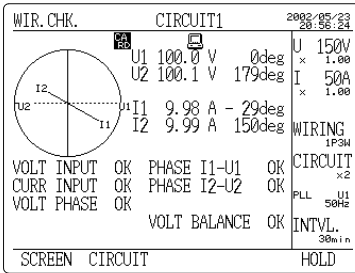 WIR.CHK. CIRCUIT1 2002/05/23
20:56:24
CA
RD
U1 100.0 V 0deg
U2 100.1 V 179deg
I1 9.98 A - 29deg
I2 9.99 A 150deg
I2
U2 U1
I1
VOLT INPUT OK PHASE I1-U1 OK
CURR INPUT OK PHASE I2-U2 OK
VOLT PHASE OK
VOLT BALANCE OK
U 150V
× 1.00
I 50A
× 1.00
WIRING
1P3W
CIRCUIT
×2
PLL U1
50Hz
INTVL.
30min
SCREEN CIRCUIT HOLD